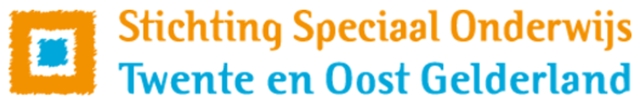 Stichting Speciaal Onderwijs
Twente en Oost Gelderland